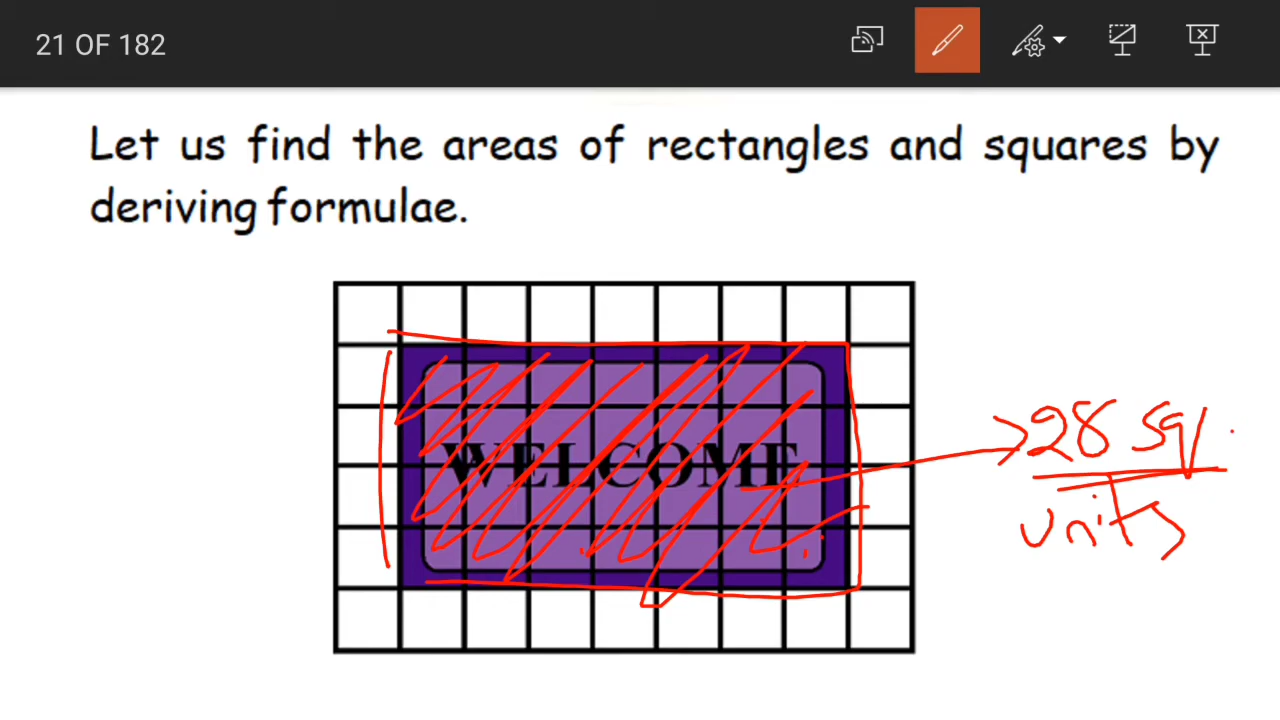 21 OF 182
Let us find the areas of rectangles and squares by
deriving formulae.
WELCOME
28 sq.
units